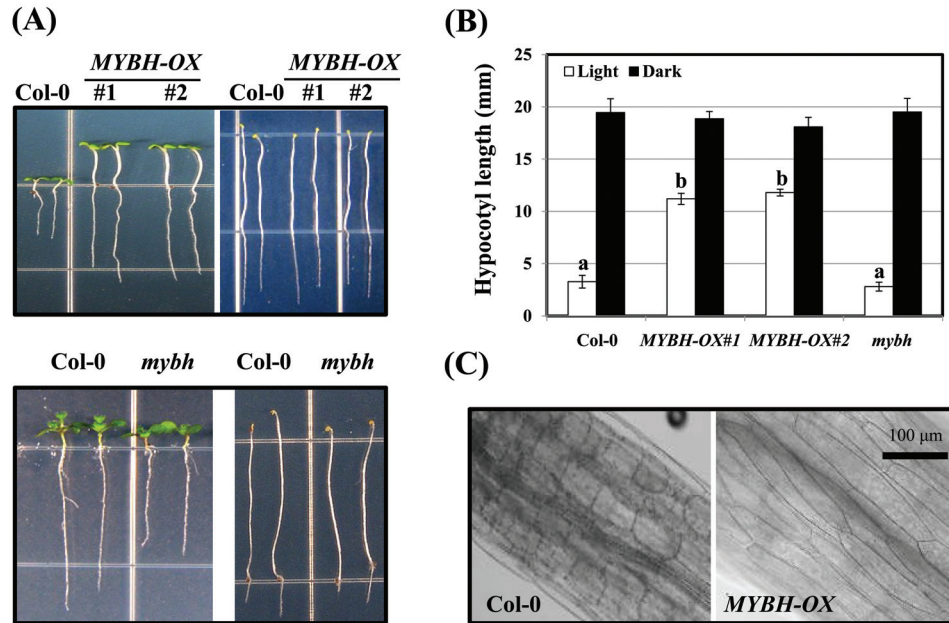 (A)
MYBH-OX MYBH-OX
Col-0 #1 #2 Col-0 #1 #2
Col-0 mybh Col-0 mybh
(B)
Hypocotyl length (mm)
25
20
15
10
5
0
Light Dark
a b b a
Col-0 MYBH-OX#1 MYBH-OX#2 mybh
(C)
100 µm
Col-0 MYBH-OX